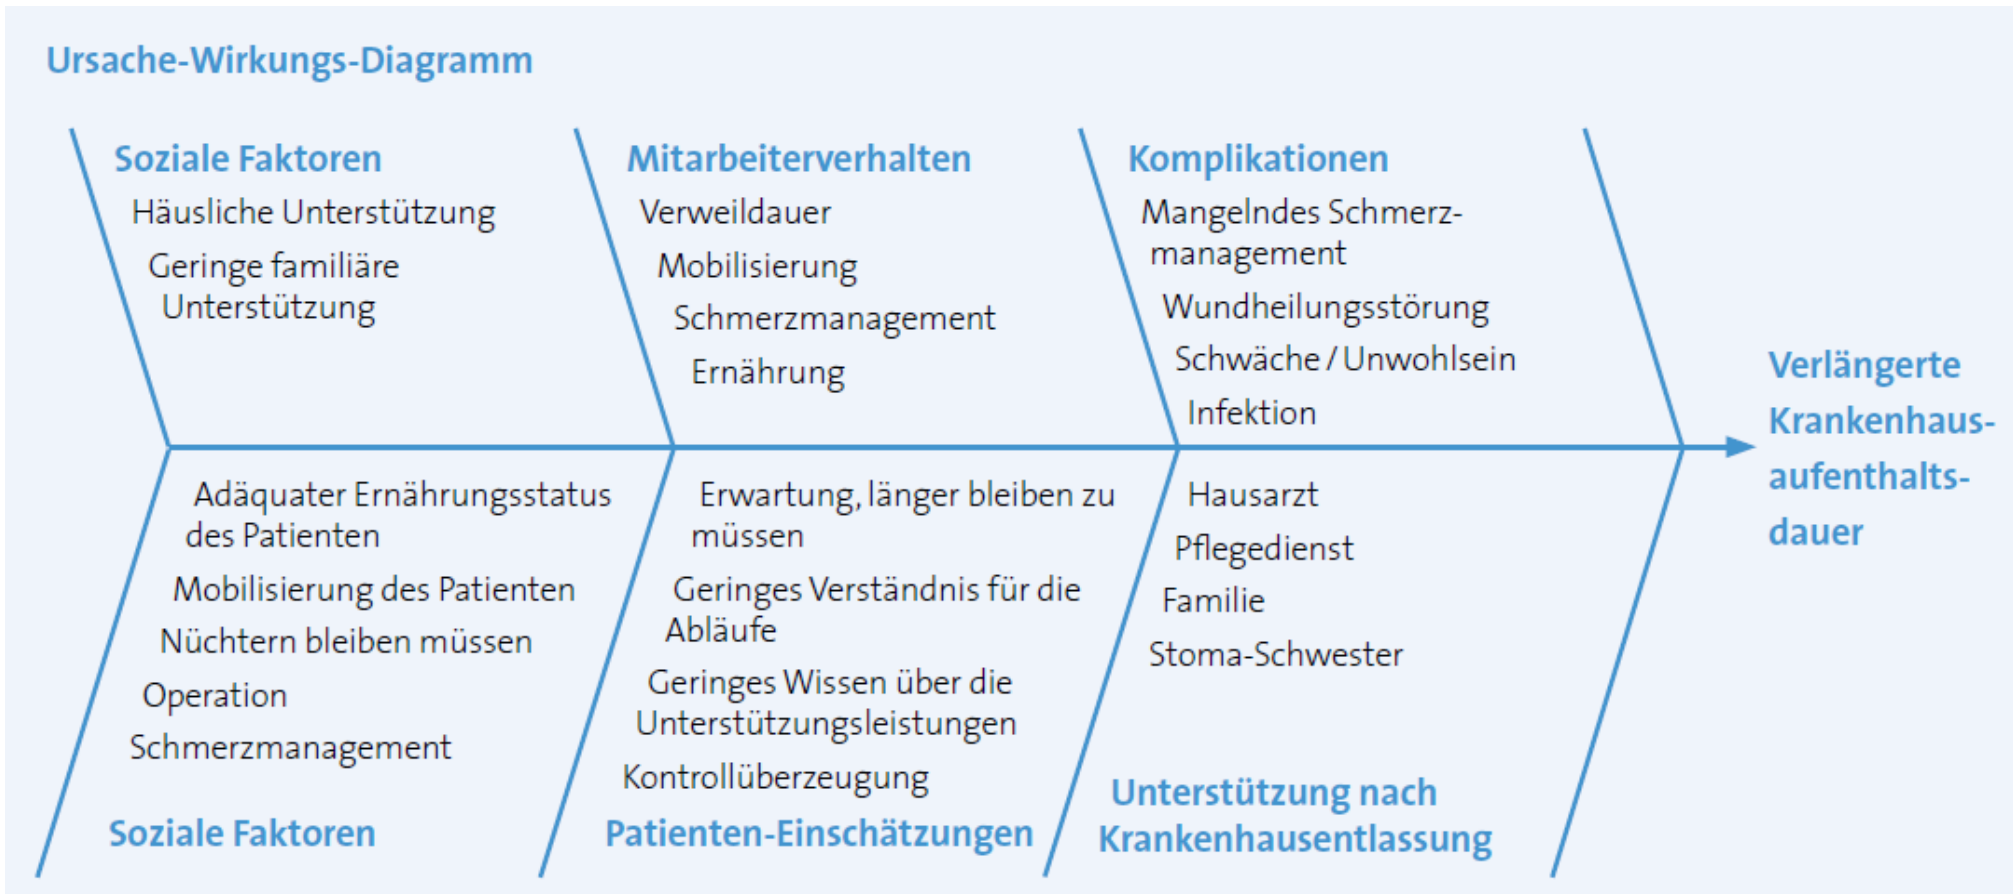 Ursache-Wirkungs-Diagramm
Soziale Faktoren
Häusliche Unterstützung
Geringe familiäre
Unterstützung
Mitarbeiterverhalten
Verweildauer
Mobilisierung
Schmerzmanagement
Ernährung
Komplikationen
Mangelndes Schmerz-
management
Wundheilungsstörung
Schwäche / Unwohlsein
Infektion
Adäquater Ernährungsstatus
des Patienten
Mobilisierung des Patienten
Nüchtern bleiben müssen
Operation
Schmerzmanagement
Soziale Faktoren
Erwartung, länger bleiben zu
müssen
Geringes Verständnis für die
Abläufe
Geringes Wissen über die
Unterstützungsleistungen
Kontrollüberzeugung
Patienten-Einschätzungen
Hausarzt
Pflegedienst
Familie
Stoma-Schwester
Unterstützung nach
Krankenhausentlassung
Verlängerte
Krankenhaus-
aufenthalts-
dauer